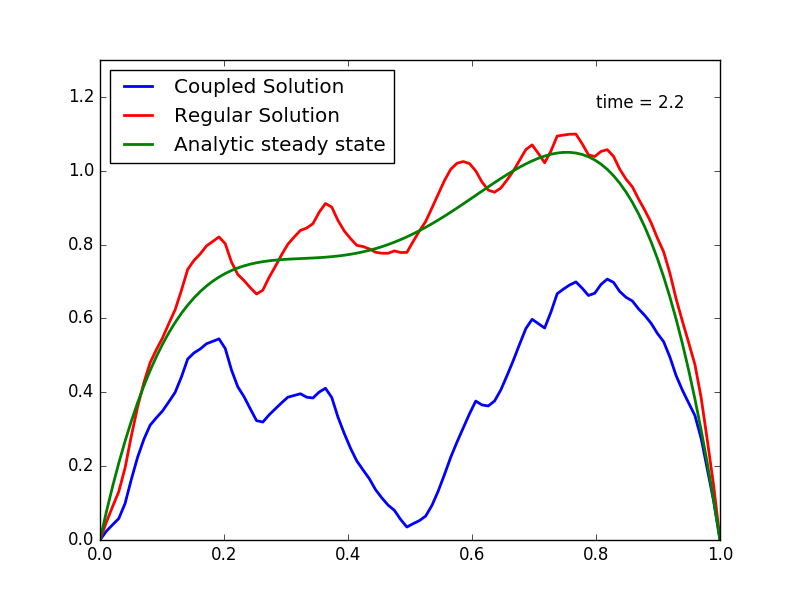 Coupled Solution
Regular Solution
Analytic steady state
time = 2.2
1.2
1.0
0.8
0.6
0.4
0.2
0.0
0.0 0.2 0.4 0.6 0.8 1.0